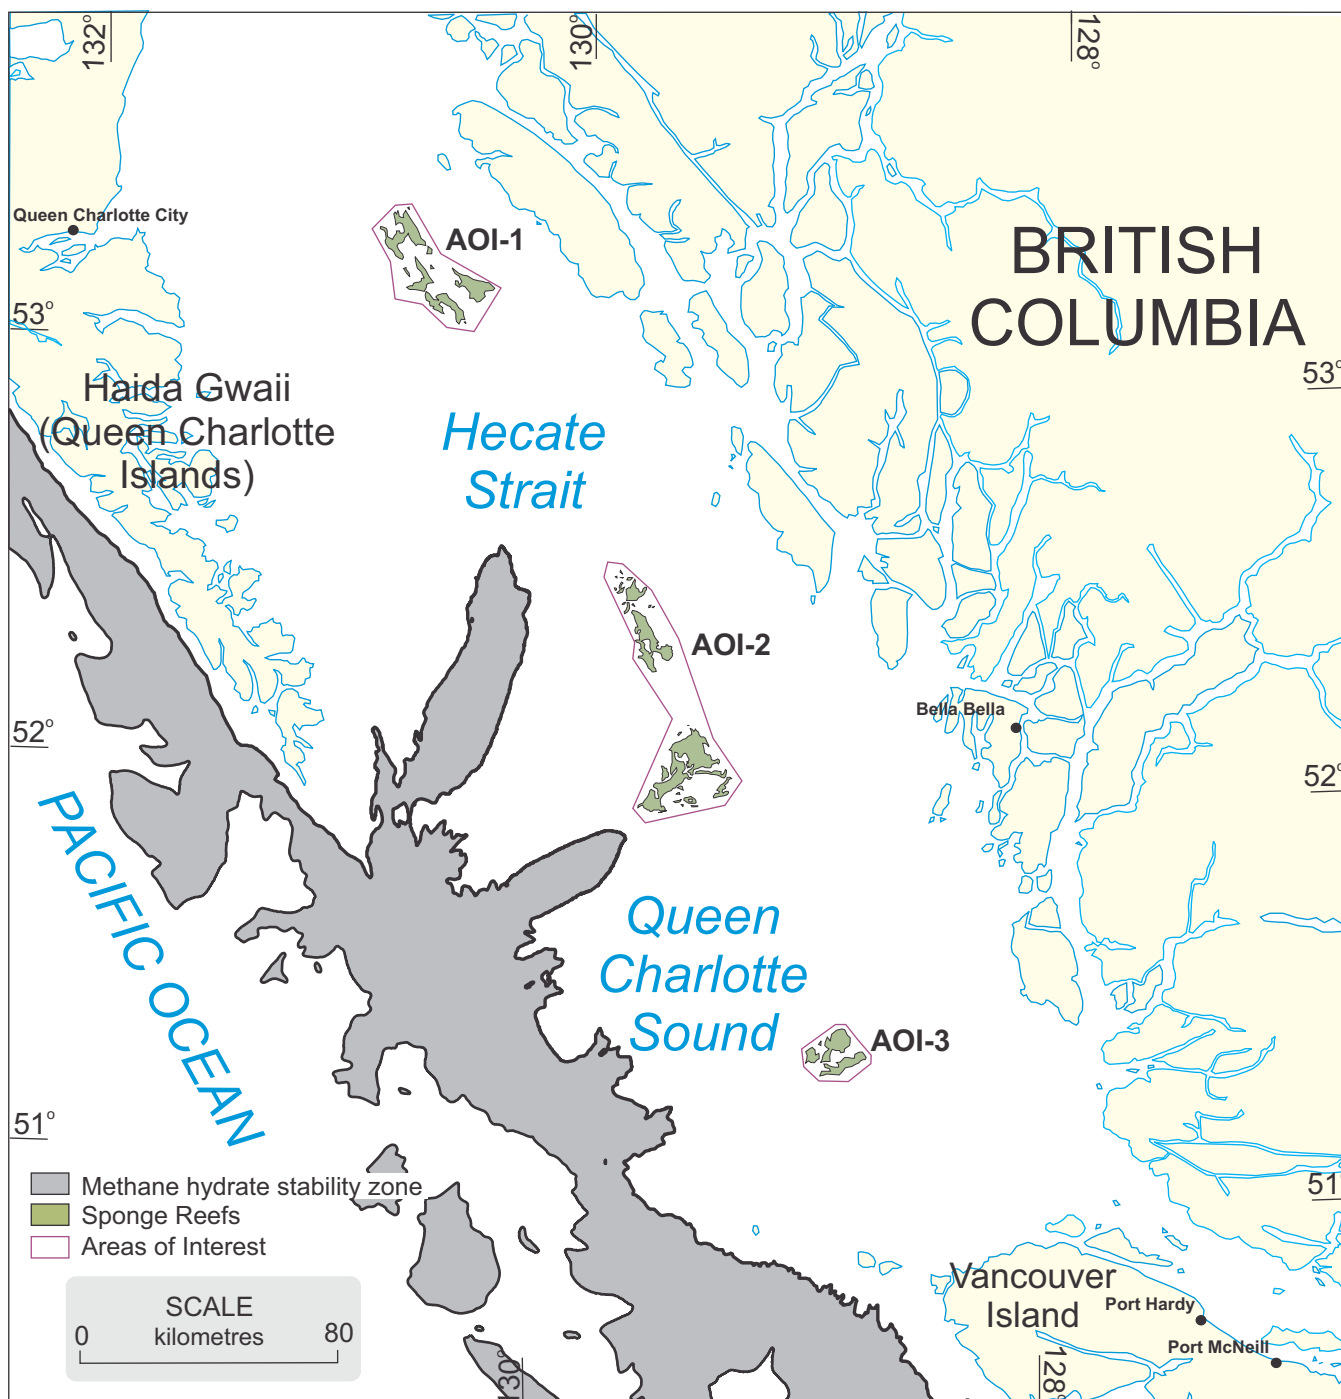 132°
130°
128°
Queen Charlotte City
AOI-1
BRITISH
COLUMBIA
53°
53°
Haida Gwaii
(Queen Charlotte
Islands)
Hecate
Strait
AOI-2
Bella Bella
52°
52°
PACIFIC OCEAN
Queen
Charlotte
Sound
AOI-3
51°
51°
Methane hydrate stability zone
Sponge Reefs
Areas of Interest
SCALE
kilometres
0 80
Vancouver
Island
Port Hardy
Port McNeill
130°
128°